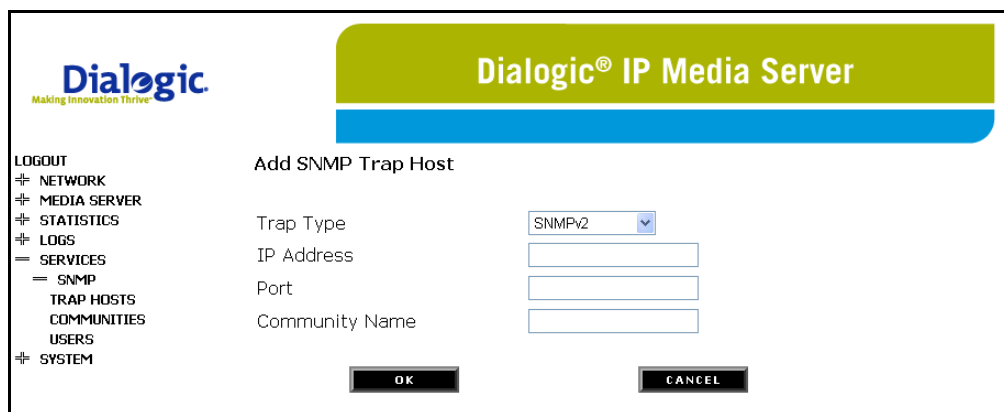 Dialogic.
Making Innovation Thrive™
Dialogic® IP Media Server
LOGOUT
NETWORK
MEDIA SERVER
STATISTICS
LOGS
SERVICES
SNMP
TRAP HOSTS
COMMUNITIES
USERS
SYSTEM
Add SNMP Trap Host
Trap Type
SNMPv2
IP Address
Port
Community Name
OK
CANCEL